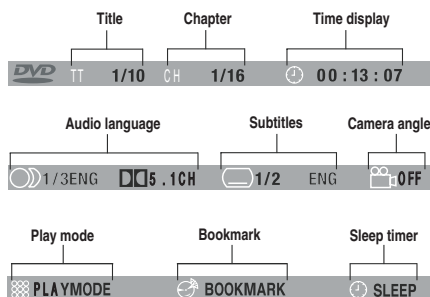 Title Chapter Time display
DVD TT 1/10 CH 1/16 00:13:07
Audio language Subtitles Camera angle
1/3ENG 5.1CH 1/2 ENG OFF
Play mode Bookmark Sleep timer
PLAYMODE BOOKMARK SLEEP